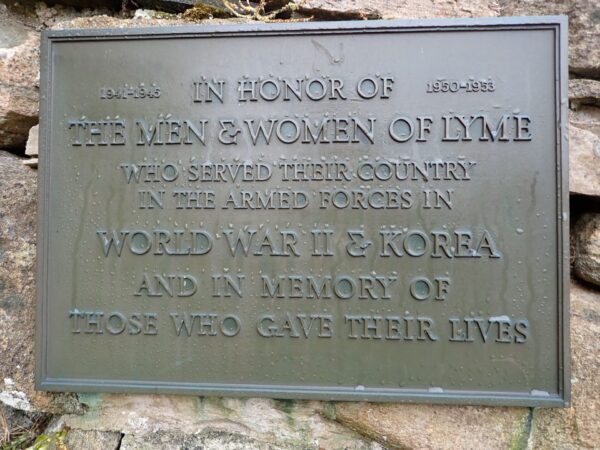 1941-1945 IN HONOR OF 1950-1953
THE MEN & WOMEN OF LYME
WHO SERVED THEIR COUNTRY
IN THE ARMED FORCES IN
WORLD WAR II & KOREA
AND IN MEMORY OF
THOSE WHO GAVE THEIR LIVES